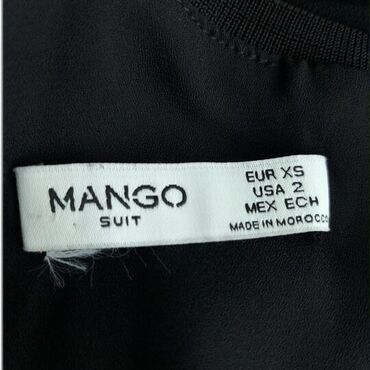 MANGO
SUIT
EUR XS
USA 2
MEX ECH
MADE IN MOROCCO